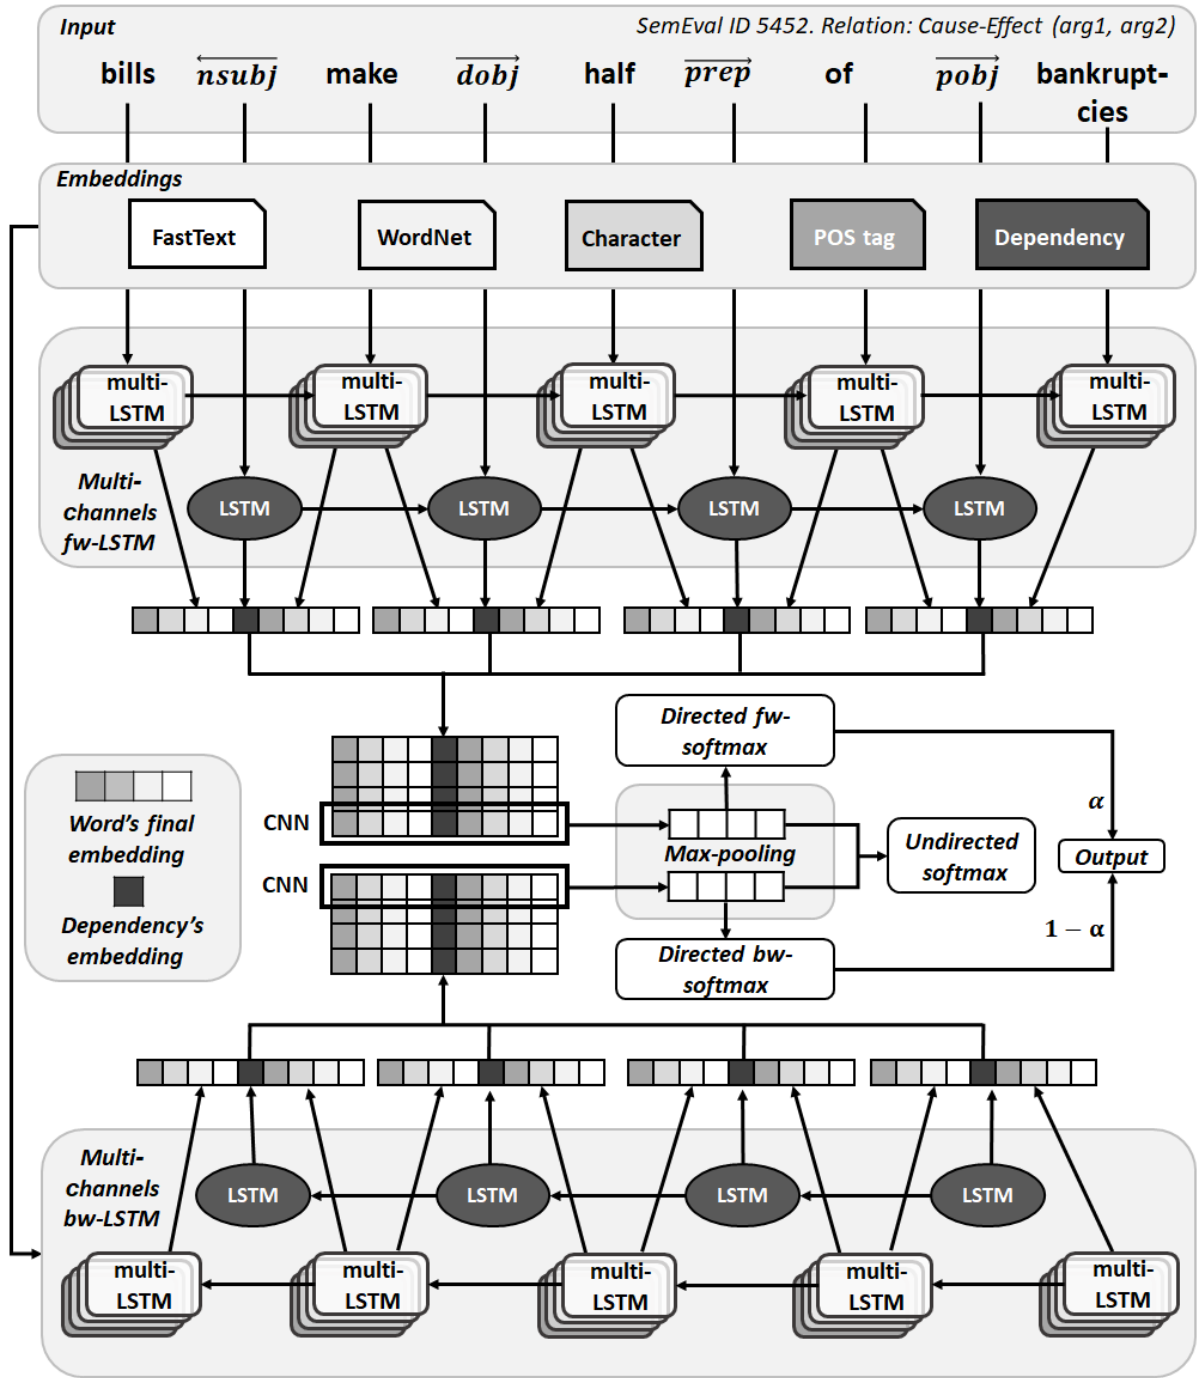 Input
SemEval ID 5452. Relation: Cause-Effect (arg1, arg2)
bills nsubj make dobj half prep of pobj bankrupt-
cies
Embeddings
FastText WordNet Character POS tag Dependency
multi- multi- multi- multi- multi-
LSTM LSTM LSTM LSTM LSTM
Multi-
channels
fw-LSTM
LSTM LSTM LSTM LSTM
Directed fw-
softmax
α
CNN
Max-pooling
Undirected
softmax
Output
CNN
1 − α
Directed bw-
softmax
Word's final
embedding
Dependency's
embedding
Multi-
channels
bw-LSTM
LSTM LSTM LSTM LSTM
multi- multi- multi- multi- multi-
LSTM LSTM LSTM LSTM LSTM